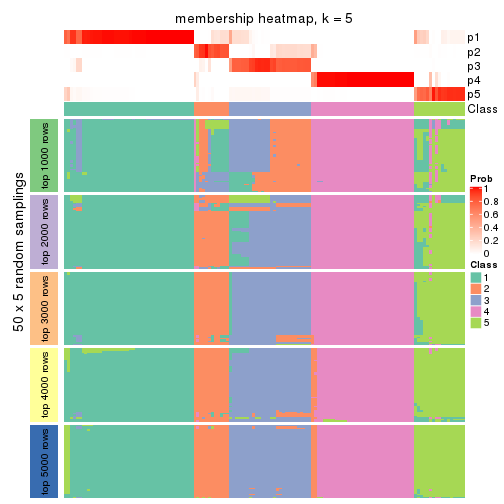 membership heatmap, k = 5
p1
p2
p3
p4
p5
Class
50 x 5 random samplings
top 1000 rows
top 2000 rows
top 3000 rows
top 4000 rows
top 5000 rows
Prob
1
0.8
0.6
0.4
0.2
0
Class
1
2
3
4
5